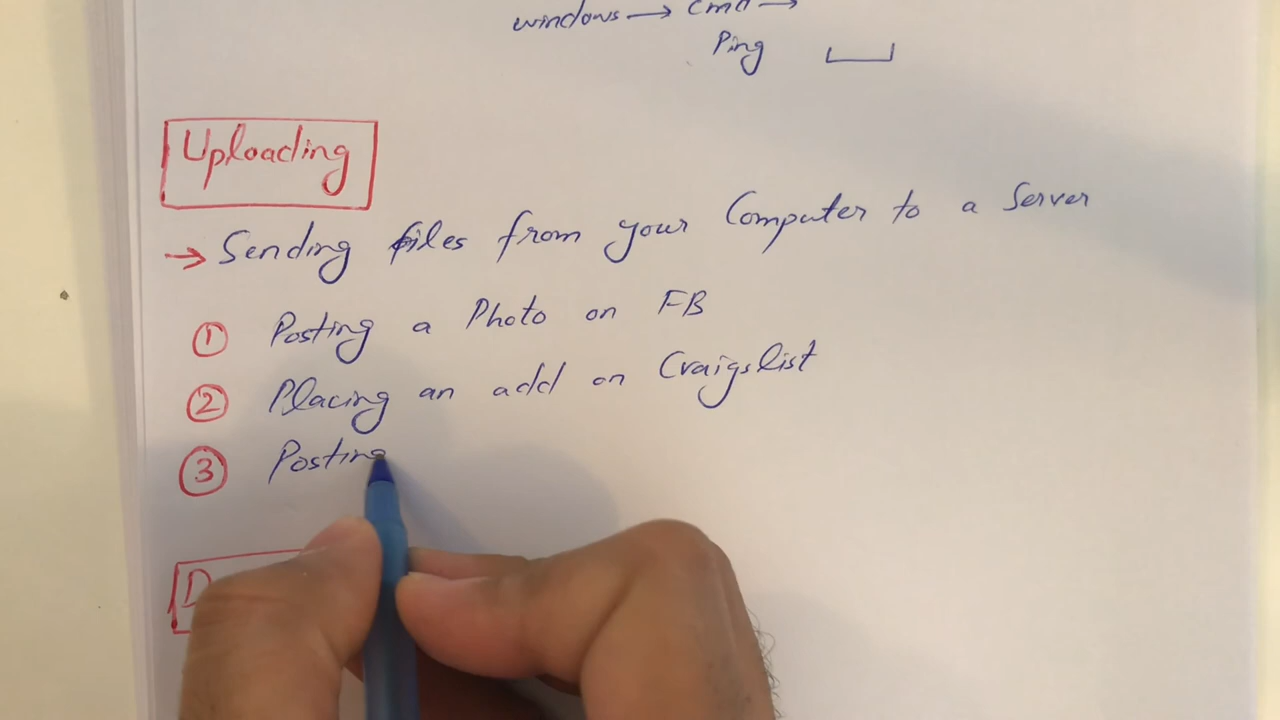 windows → cmd →
Ping
Uploading
→ Sending files from your Computer to a Server
① Posting a Photo on FB
② Placing an add on Craigslist
③ Posting
D